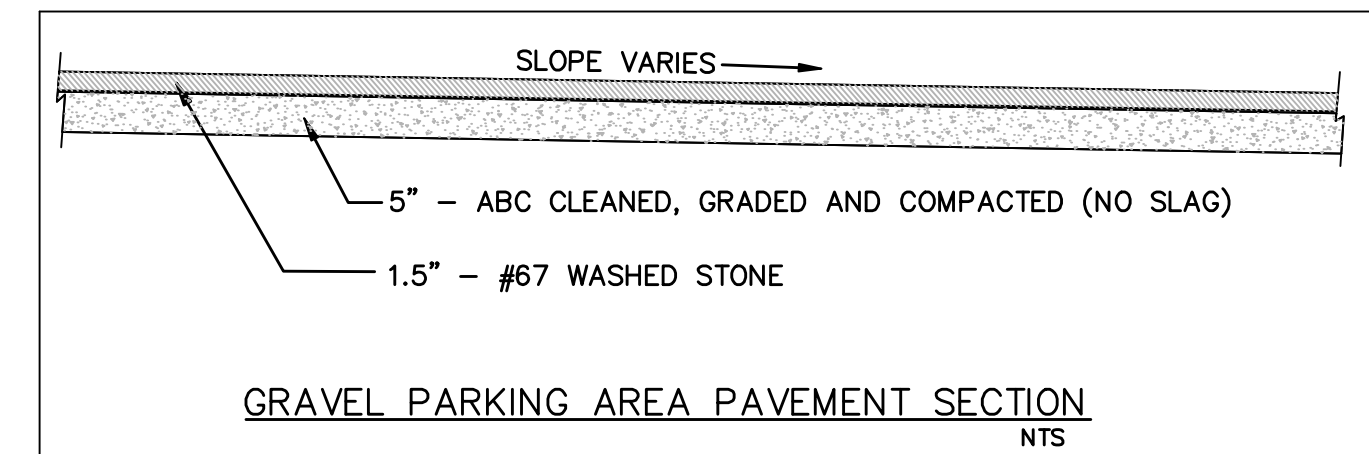 SLOPE VARIES
5” – ABC CLEANED, GRADED AND COMPACTED (NO SLAG)
1.5” – #67 WASHED STONE
GRAVEL PARKING AREA PAVEMENT SECTION
NTS